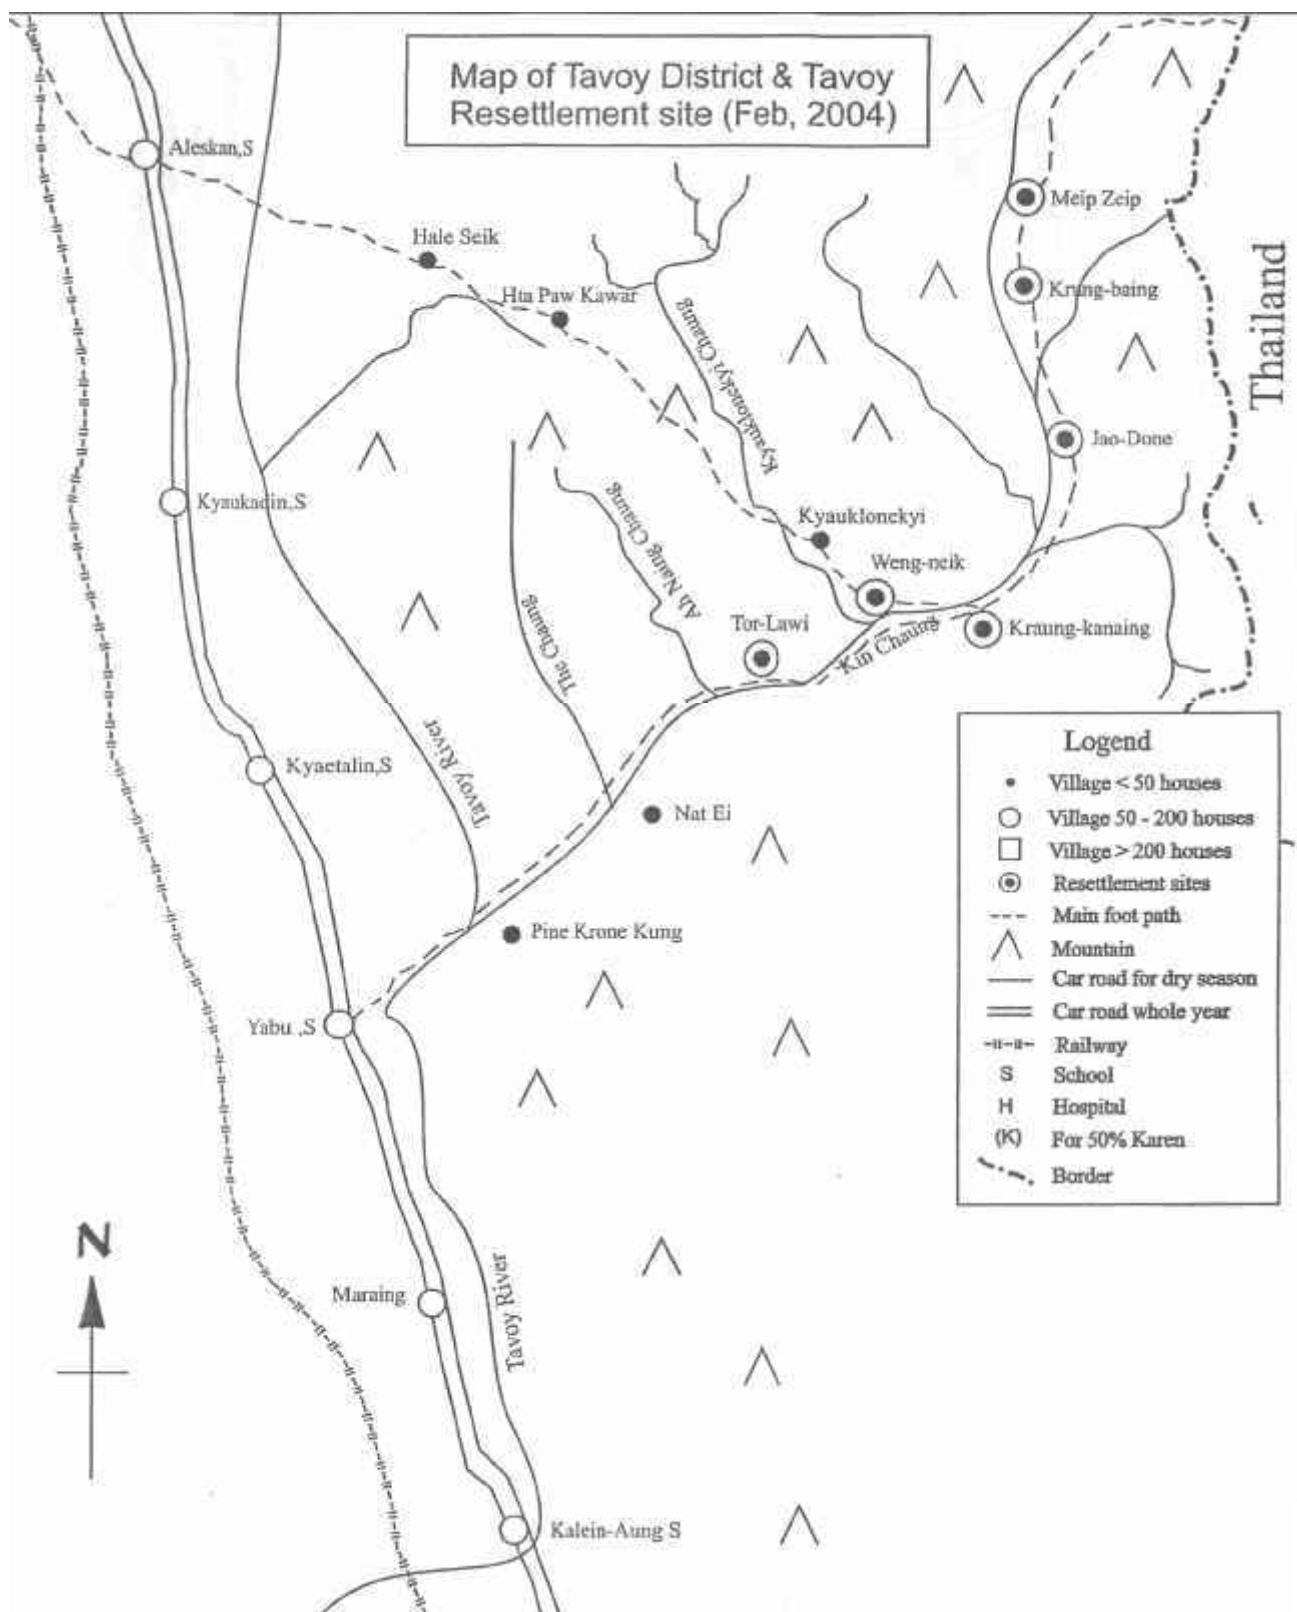 Map of Tavoy District & Tavoy
Resettlement site (Feb, 2004)
Aleskan,S
Meip Zeip
Hale Seik
Thailand
Krung-baing
Hta Paw Kawar
Kyauklonekyi Chaung
Jao-Done
Kyaukadin,S
Kyauklonekyi
Ah Naung Chaung
Weng-neik
The Chaung
Tor-Lawi
Kraung-kanaing
Kin Chaung
Tavoy River
Kyaetalin,S
Nat Ei
Pine Krone Kung
Yabu ,S
Logend
Village < 50 houses
Village 50 - 200 houses
Village > 200 houses
Resettlement sites
Main foot path
Mountain
Car road for dry season
Car road whole year
Railway
S School
H Hospital
(K) For 50% Karen
Border
N
Maraing
Tavoy River
Kalein-Aung S